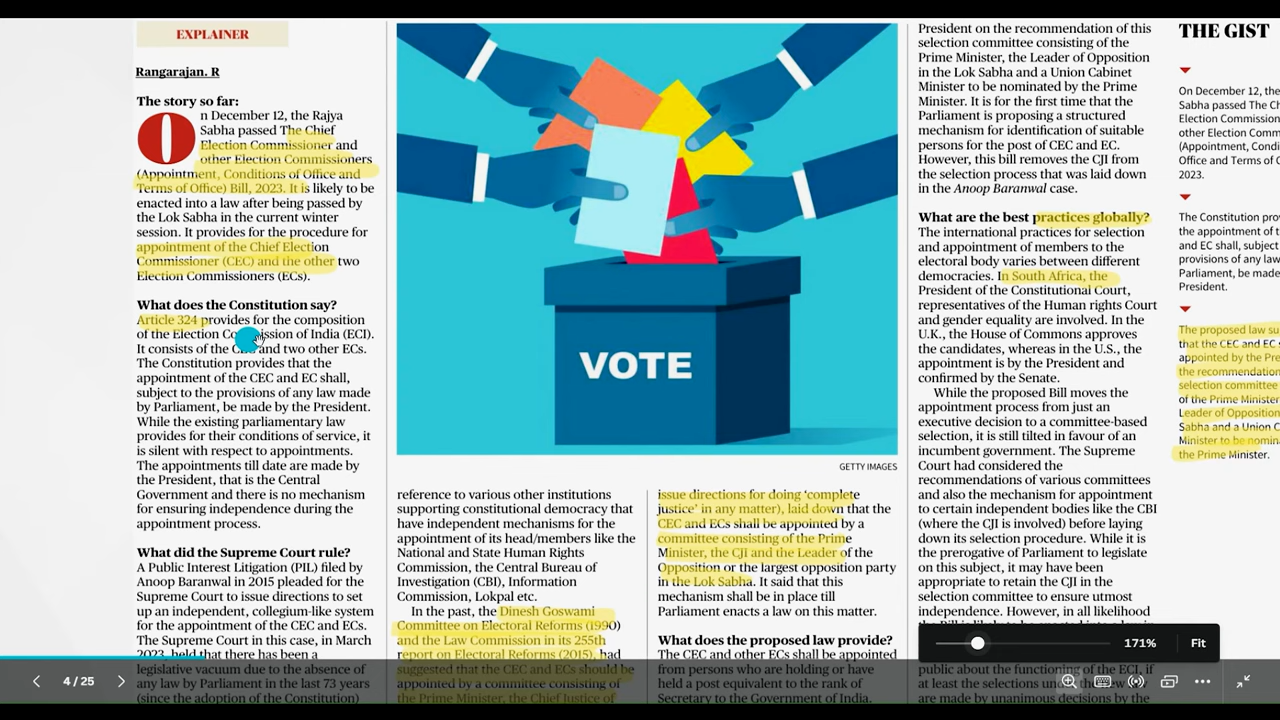 EXPLAINER
Rangarajan. R
The story so far:
On December 12, the Rajya
Sabha passed The Chief
Election Commissioner and
other Election Commissioners
(Appointment, Conditions of Office and
Terms of Office) Bill, 2023. It is likely to be
enacted into a law after being passed by
the Lok Sabha in the current winter
session. It provides for the procedure for
appointment of the Chief Election
Commissioner (CEC) and the other two
Election Commissioners (ECs).
What does the Constitution say?
Article 324 provides for the composition
of the Election Commission of India (ECI).
It consists of the CEC and two other ECs.
The Constitution provides that the
appointment of the CEC and EC shall,
subject to the provisions of any law made
by Parliament, be made by the President.
While the existing parliamentary law
provides for their conditions of service, it
is silent with respect to appointments.
The appointments till date are made by
the President, that is the Central
Government and there is no mechanism
for ensuring independence during the
appointment process.
What did the Supreme Court rule?
A Public Interest Litigation (PIL) filed by
Anoop Baranwal in 2015 pleaded for the
Supreme Court to issue directions to set
up an independent, collegium-like system
for the appointment of the CEC and ECs.
The Supreme Court in this case, in March
2023, held that there has been a
legislative vacuum due to the absence of
any law by Parliament in the last 73 years
(since the adoption of the Constitution)
VOTE
GETTY IMAGES
reference to various other institutions
supporting constitutional democracy that
have independent mechanisms for the
appointment of its head/members like the
National and State Human Rights
Commission, the Central Bureau of
Investigation (CBI), Information
Commission, Lokpal etc.
In the past, the Dinesh Goswami
Committee on Electoral Reforms (1990)
and the Law Commission in its 255th
report on Electoral Reforms (2015), had
suggested that the CEC and ECs should be
appointed by a committee consisting of
the Prime Minister, the Chief Justice of
issue directions for doing ‘complete
justice’ in any matter), laid down that the
CEC and ECs shall be appointed by a
committee consisting of the Prime
Minister, the CJI and the Leader of the
Opposition or the largest opposition party
in the Lok Sabha. It said that this
mechanism shall be in place till
Parliament enacts a law on this matter.
What does the proposed law provide?
The CEC and other ECs shall be appointed
from persons who are holding or have
held a post equivalent to the rank of
Secretary to the Government of India.
President on the recommendation of this
selection committee consisting of the
Prime Minister, the Leader of Opposition
in the Lok Sabha and a Union Cabinet
Minister to be nominated by the Prime
Minister. It is for the first time that the
Parliament is proposing a structured
mechanism for identification of suitable
persons for the post of CEC and EC.
However, this bill removes the CJI from
the selection process that was laid down
in the Anoop Baranwal case.
What are the best practices globally?
The international practices for selection
and appointment of members to the
electoral body varies between different
democracies. In South Africa, the
President of the Constitutional Court,
representatives of the Human rights Court
and gender equality are involved. In the
U.K., the House of Commons approves
the candidates, whereas in the U.S., the
appointment is by the President and
confirmed by the Senate.
While the proposed Bill moves the
appointment process from just an
executive decision to a committee-based
selection, it is still tilted in favour of an
incumbent government. The Supreme
Court had considered the
recommendations of various committees
and also the mechanism for appointment
to certain independent bodies like the CBI
(where the CJI is involved) before laying
down its selection procedure. While it is
the prerogative of Parliament to legislate
on this subject, it may have been
appropriate to retain the CJI in the
selection committee to ensure utmost
independence. However, in all likelihood
public about the functioning of the ECI, if
at least the selections
are made by unanimous decisions by the
THE GIST
On December 12, the
Sabha passed The Ch
Election Commission
other Election Commi
(Appointment, Condi
Office and Terms of O
2023.
The Constitution pro
the appointment of t
and EC shall, subject
provisions of any law
Parliament, be made
President.
The proposed law su
that the CEC and EC
appointed by the Pre
the recommendation
selection committee
of the Prime Minister
Leader of Opposition
Sabha and a Union C
Minister to be nomin
the Prime Minister.
171%
Fit
4 / 25